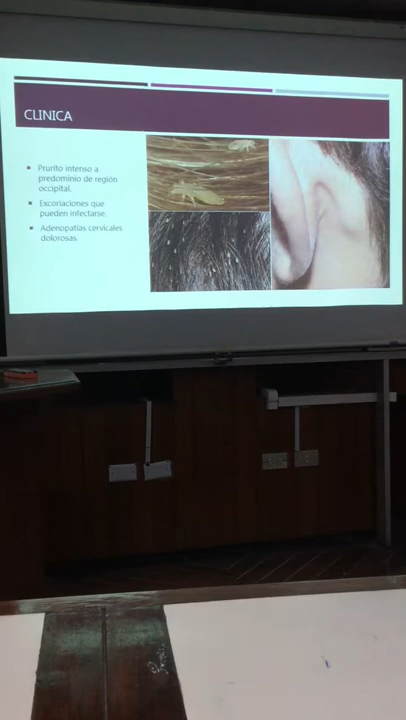 CLINICA
▪ Prurito intenso a
predominio de región
occipital.
▪ Excoriaciones que
pueden infectarse.
▪ Adenopatías cervicales
dolorosas.